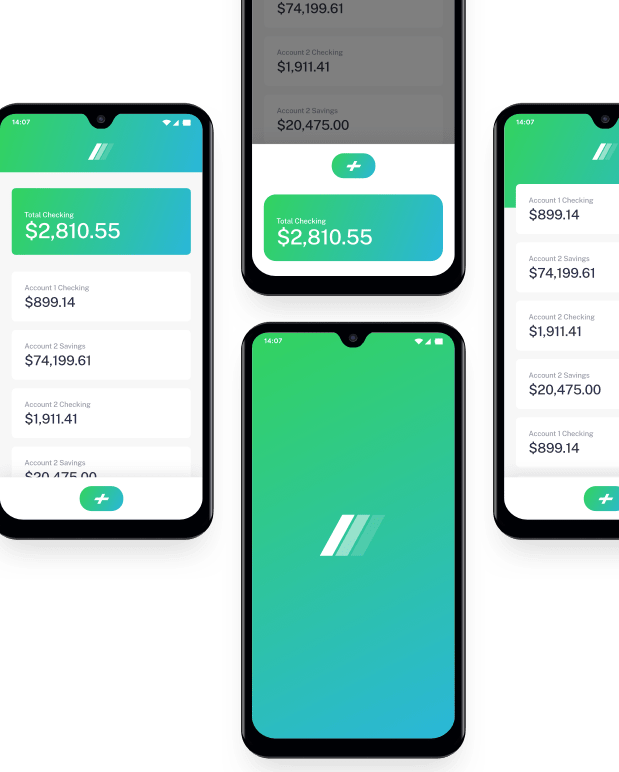 14:07
Total Checking
$2,810.55
Account 1 Checking
$899.14
Account 2 Savings
$74,199.61
Account 2 Checking
$1,911.41
Account 2 Savings
$20,475.00
$74,199.61
Account 2 Checking
$1,911.41
Account 2 Savings
$20,475.00
Total Checking
$2,810.55
14:07
14:07
Account 1 Checking
$899.14
Account 2 Savings
$74,199.61
Account 2 Checking
$1,911.41
Account 2 Savings
$20,475.00
Account 1 Checking
$899.14